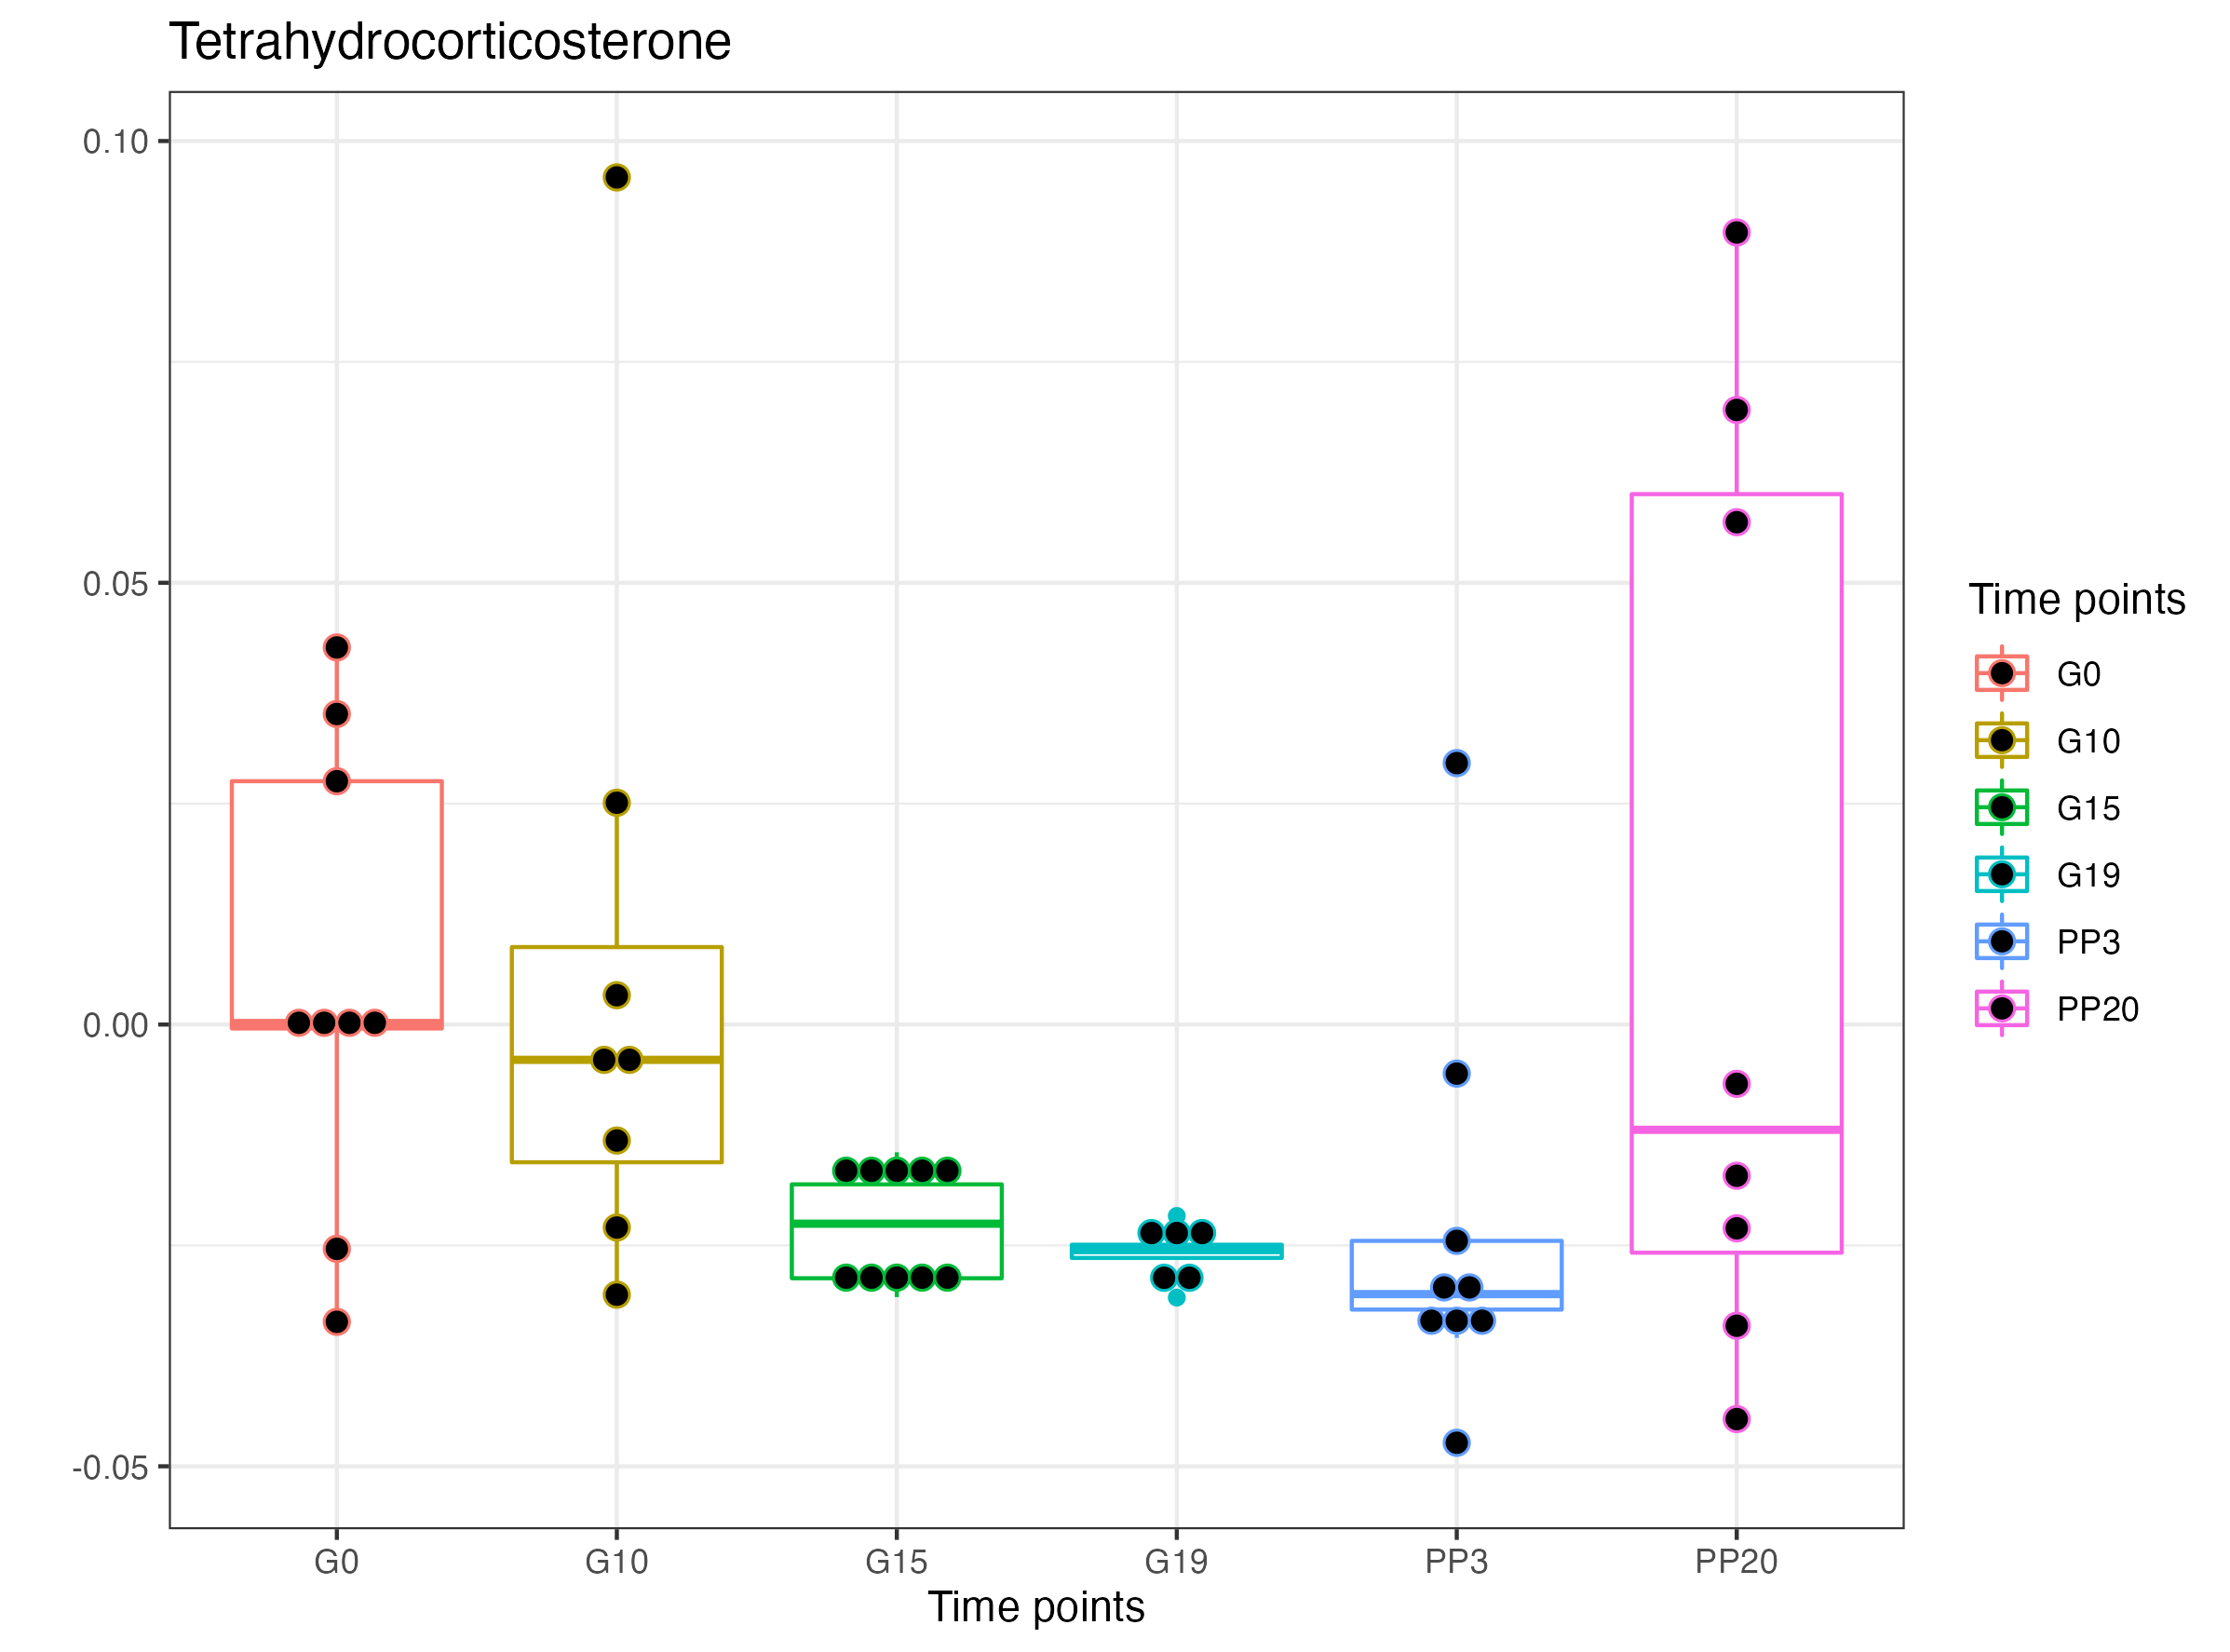 Tetrahydrocorticosterone
0.10
0.05
0.00
-0.05
G0 G10 G15 G19 PP3 PP20
Time points
Time points
G0
G10
G15
G19
PP3
PP20